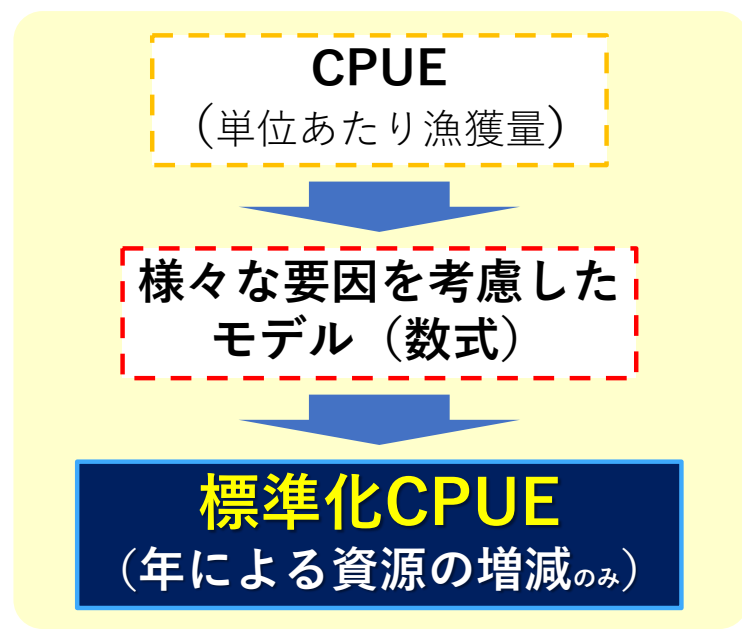 CPUE
（単位あたり漁獲量）
様々な要因を考慮した
モデル（数式）
標準化CPUE
（年による資源の増減のみ）